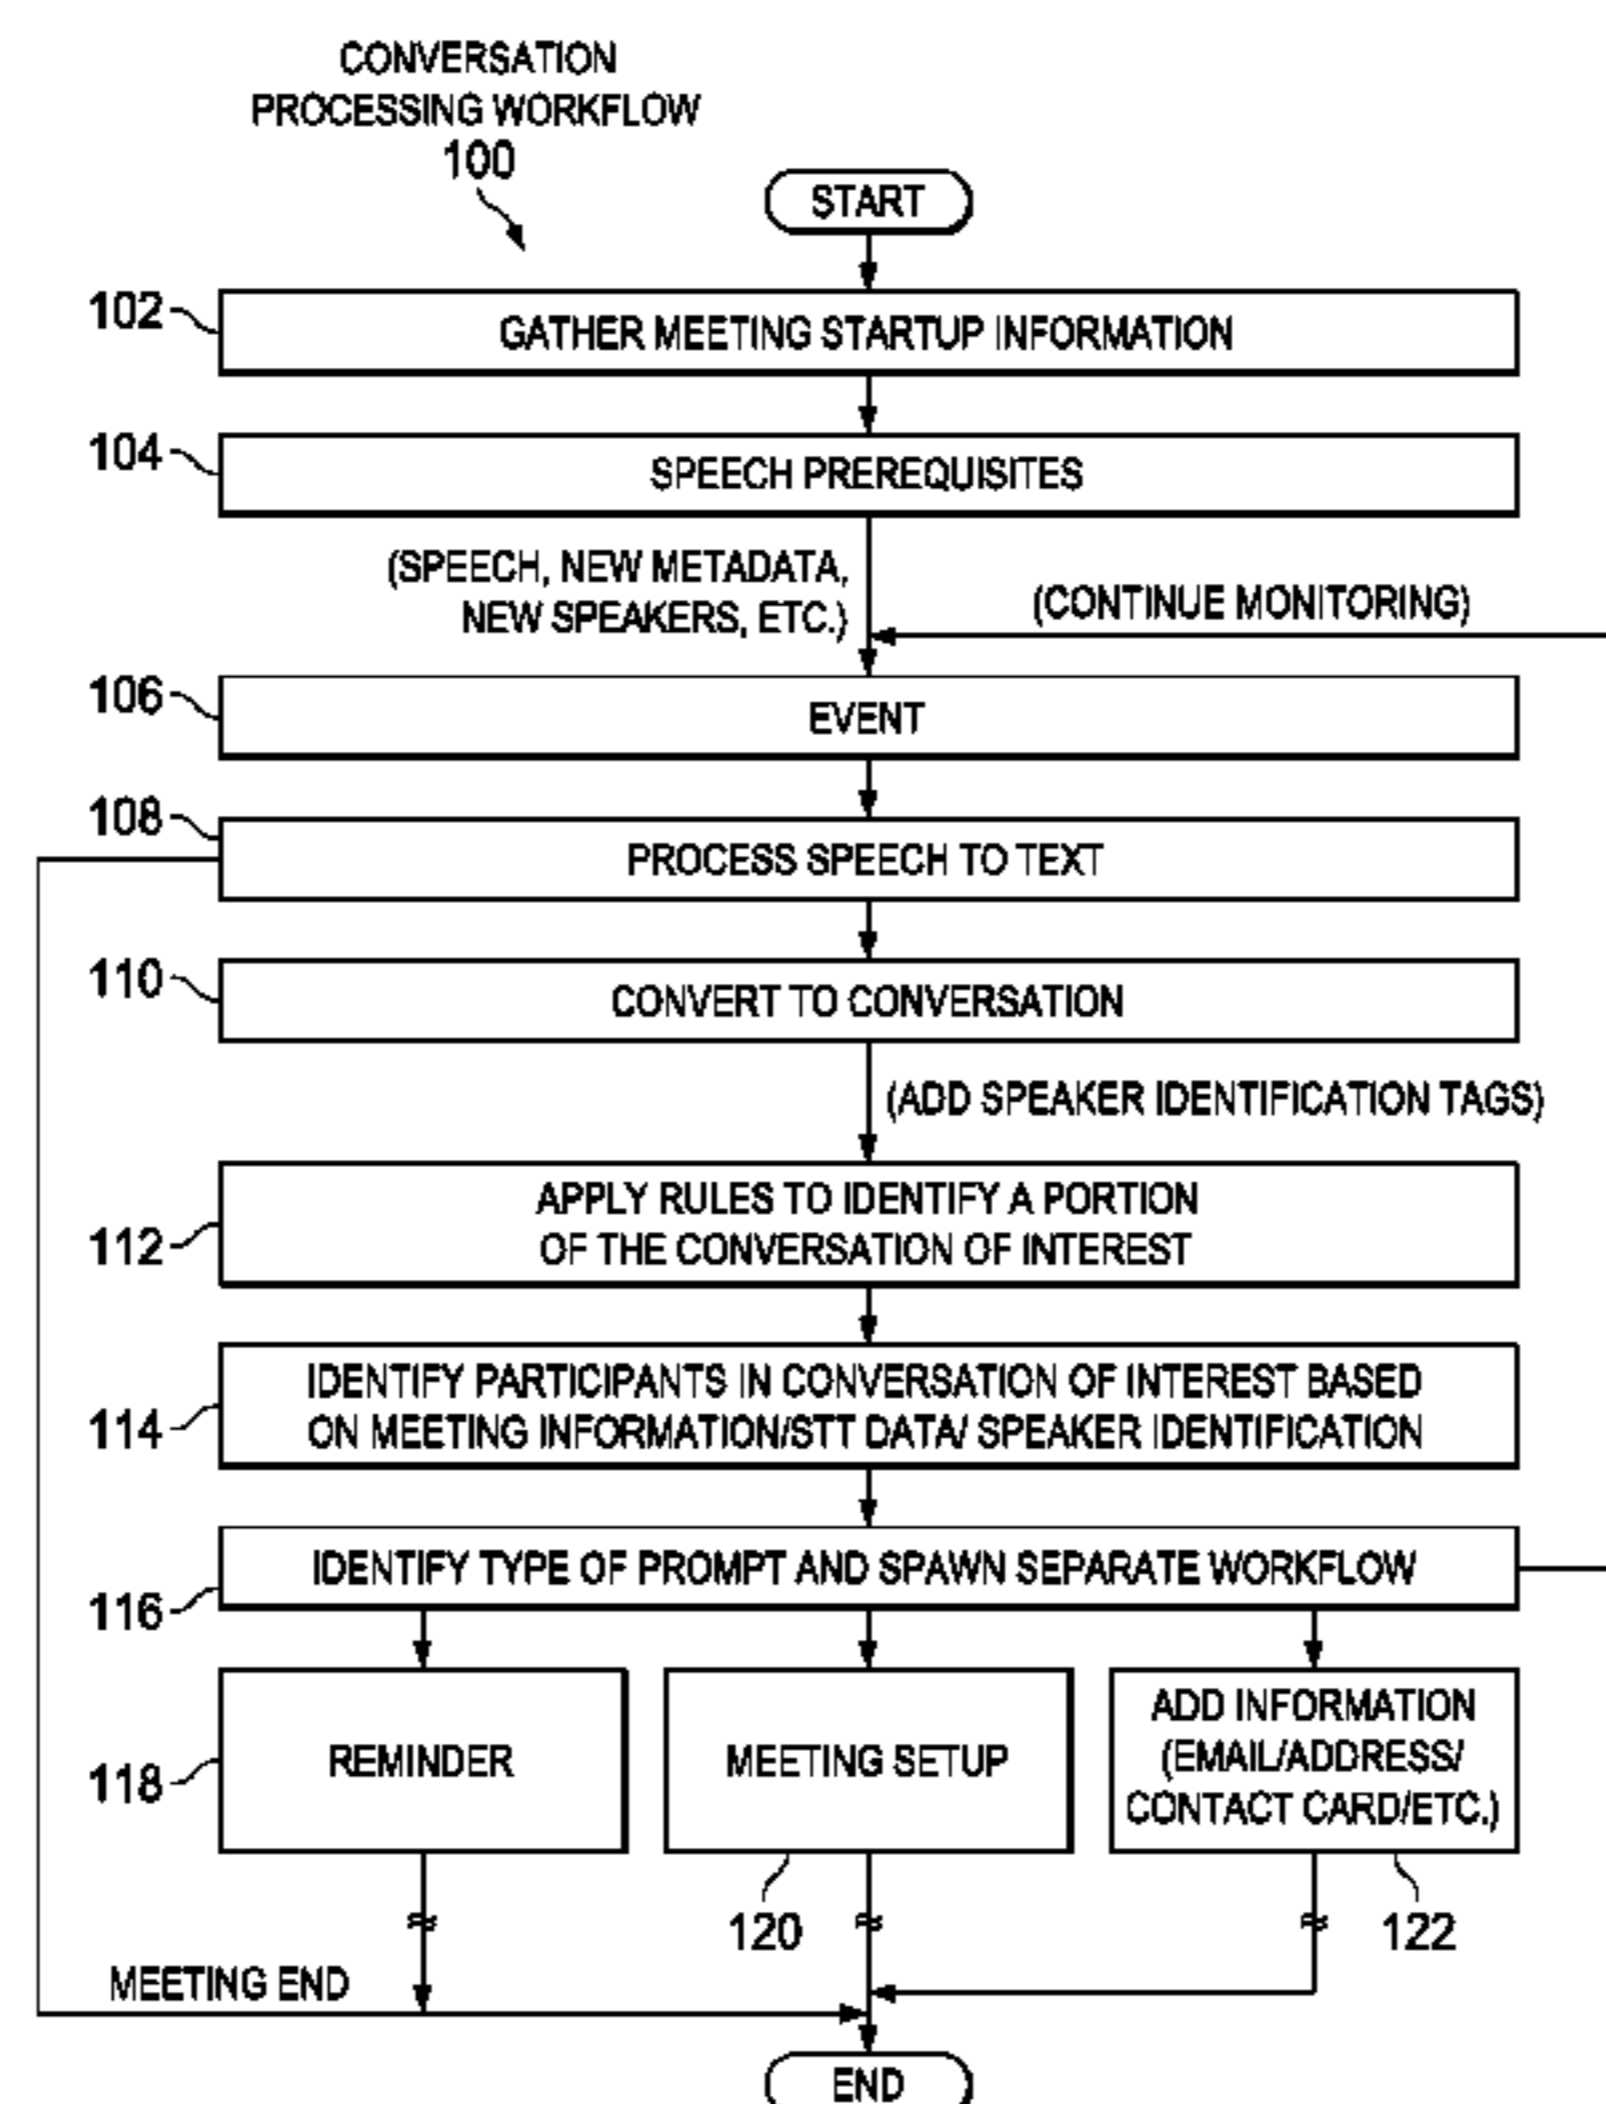 CONVERSATION
PROCESSING WORKFLOW
100
START
102
GATHER MEETING STARTUP INFORMATION
104
SPEECH PREREQUISITES
(SPEECH, NEW METADATA,
NEW SPEAKERS, ETC.)
(CONTINUE MONITORING)
106
EVENT
108
PROCESS SPEECH TO TEXT
110
CONVERT TO CONVERSATION
(ADD SPEAKER IDENTIFICATION TAGS)
112
APPLY RULES TO IDENTIFY A PORTION
OF THE CONVERSATION OF INTEREST
114
IDENTIFY PARTICIPANTS IN CONVERSATION OF INTEREST BASED
ON MEETING INFORMATION/STT DATA/ SPEAKER IDENTIFICATION
116
IDENTIFY TYPE OF PROMPT AND SPAWN SEPARATE WORKFLOW
118
REMINDER
MEETING SETUP
ADD INFORMATION
(EMAIL/ADDRESS/
CONTACT CARD/ETC.)
120
122
MEETING END
END